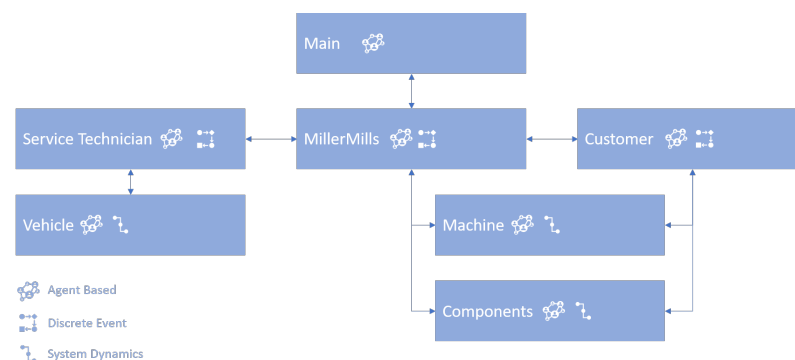 Main
Service Technician
MillerMills
Customer
Vehicle
Machine
Components
Agent Based
Discrete Event
System Dynamics